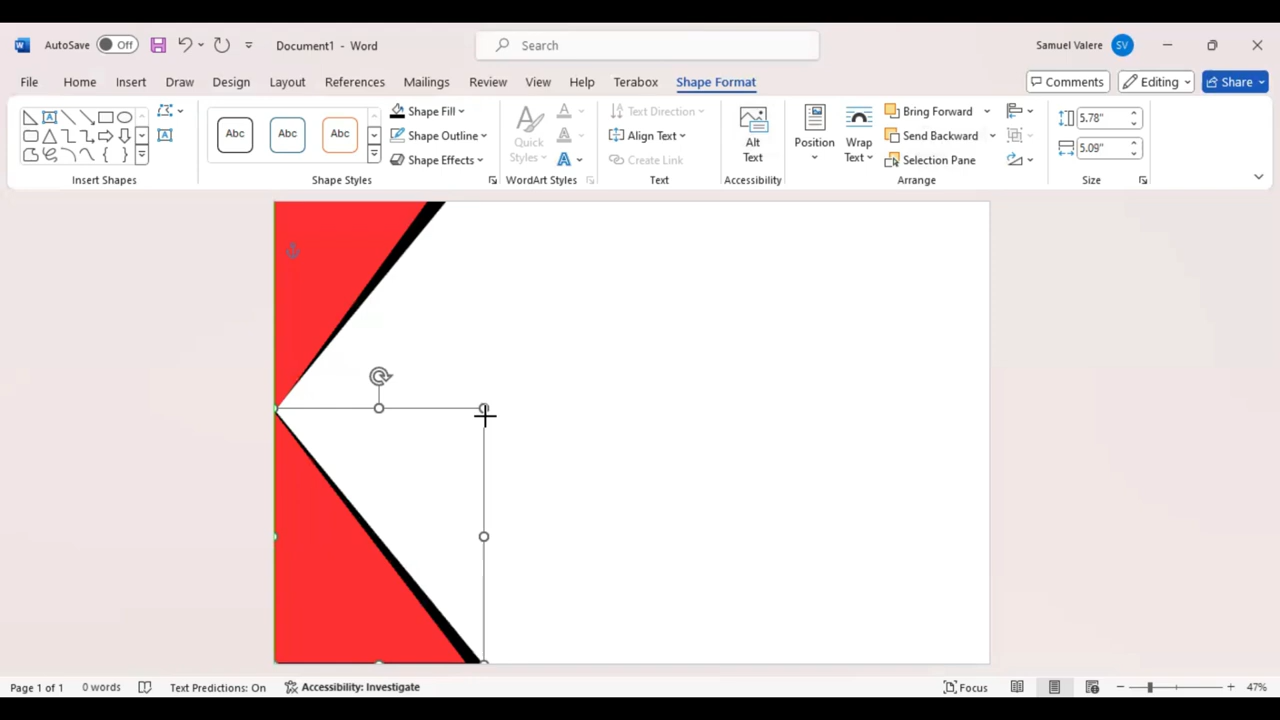 AutoSave Off Document1 - Word Search Samuel Valere SV
File Home Insert Draw Design Layout References Mailings Review View Help Terabox Shape Format Comments Editing Share
Abc Abc Abc Shape Fill Text Direction Bring Forward 5.78"
Shape Outline Quick Styles Align Text Alt Text Position Wrap Text Send Backward
Shape Effects Create Link Selection Pane 5.09"
Insert Shapes Shape Styles WordArt Styles Text Accessibility Arrange Size
Page 1 of 1 0 words Text Predictions: On Accessibility: Investigate Focus 47%